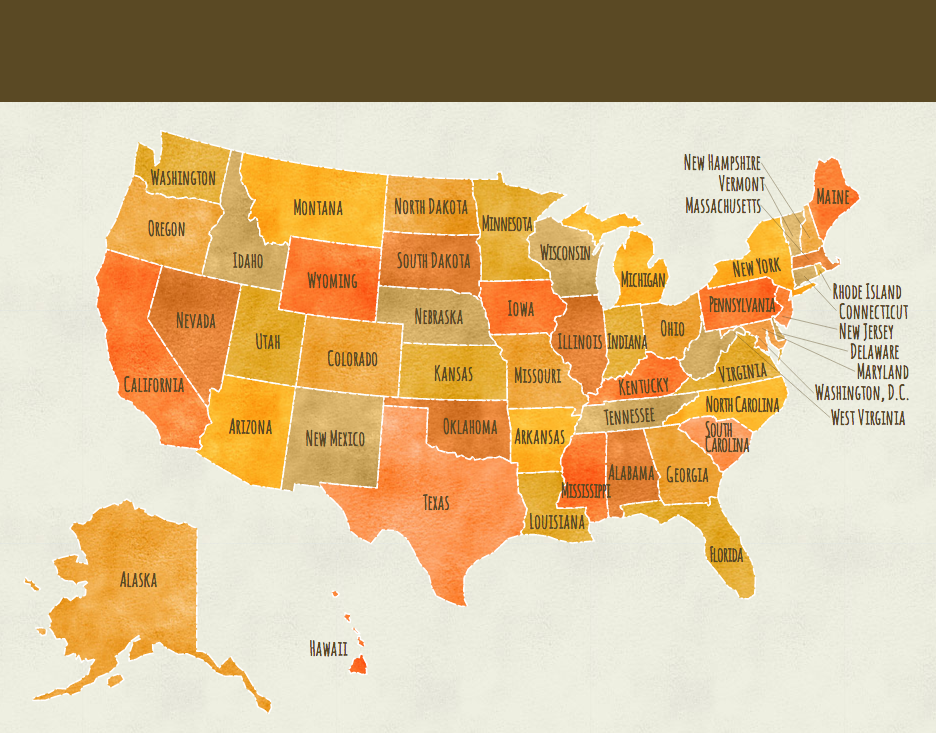 NEW HAMPSHIRE
VERMONT
MASSACHUSETTS
WASHINGTON
MONTANA
NORTH DAKOTA
MINNESOTA
MAINE
OREGON
IDAHO
WISCONSIN
SOUTH DAKOTA
WYOMING
MICHIGAN
NEW YORK
RHODE ISLAND
CONNECTICUT
NEW JERSEY
DELAWARE
MARYLAND
WASHINGTON, D.C.
WEST VIRGINIA
NEVADA
NEBRASKA
IOWA
PENNSYLVANIA
UTAH
COLORADO
ILLINOIS
INDIANA
OHIO
CALIFORNIA
KANSAS
MISSOURI
KENTUCKY
VIRGINIA
ARIZONA
NEW MEXICO
OKLAHOMA
ARKANSAS
TENNESSEE
NORTH CAROLINA
SOUTH
CAROLINA
TEXAS
LOUISIANA
MISSISSIPPI
ALABAMA
GEORGIA
FLORIDA
ALASKA
HAWAII